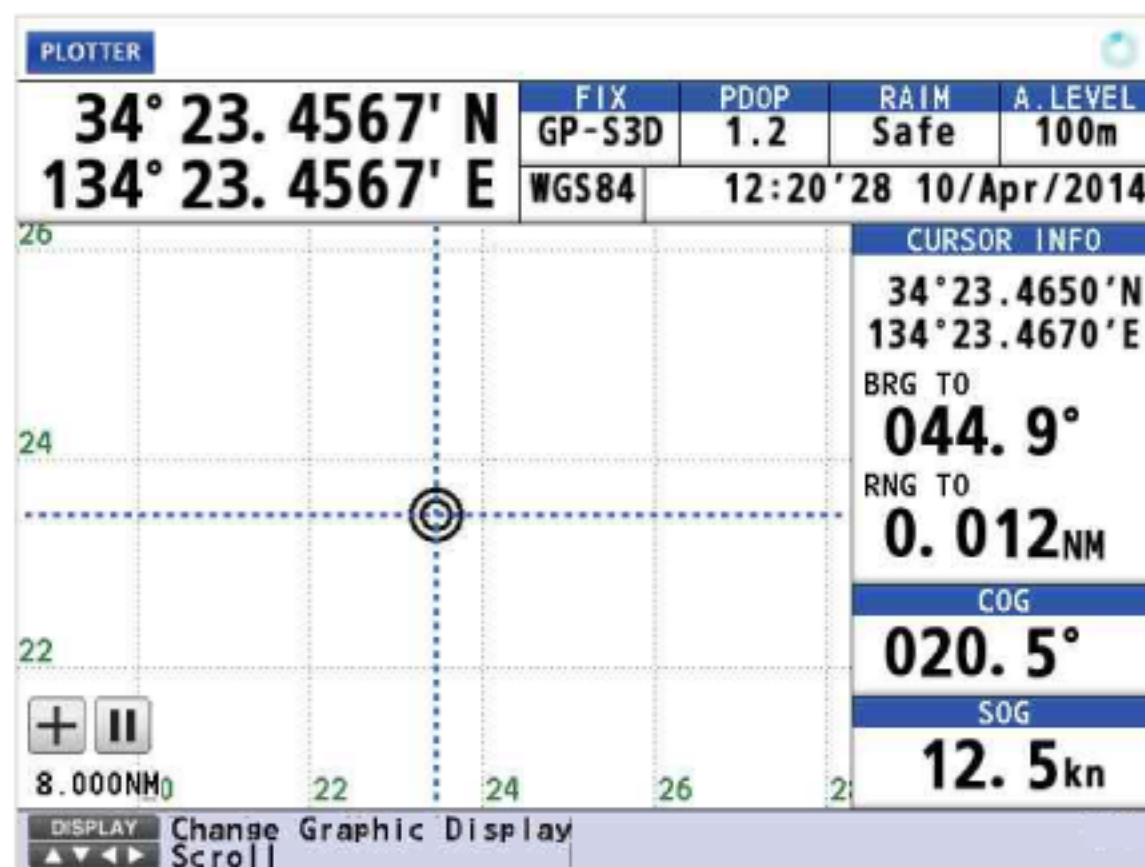 PLOTTER
34° 23. 4567' N
134° 23. 4567' E
FIX PDOP RAIM A.LEVEL
GP-S3D 1.2 Safe 100m
WGS84 12:20'28 10/Apr/2014
26
24
22
8.000NM
22 24 26
CURSOR INFO
34°23.4650'N
134°23.4670'E
BRG TO
044. 9°
RNG TO
0. 012NM
COG
020. 5°
SOG
12. 5kn
DISPLAY Change Graphic Display
Scroll